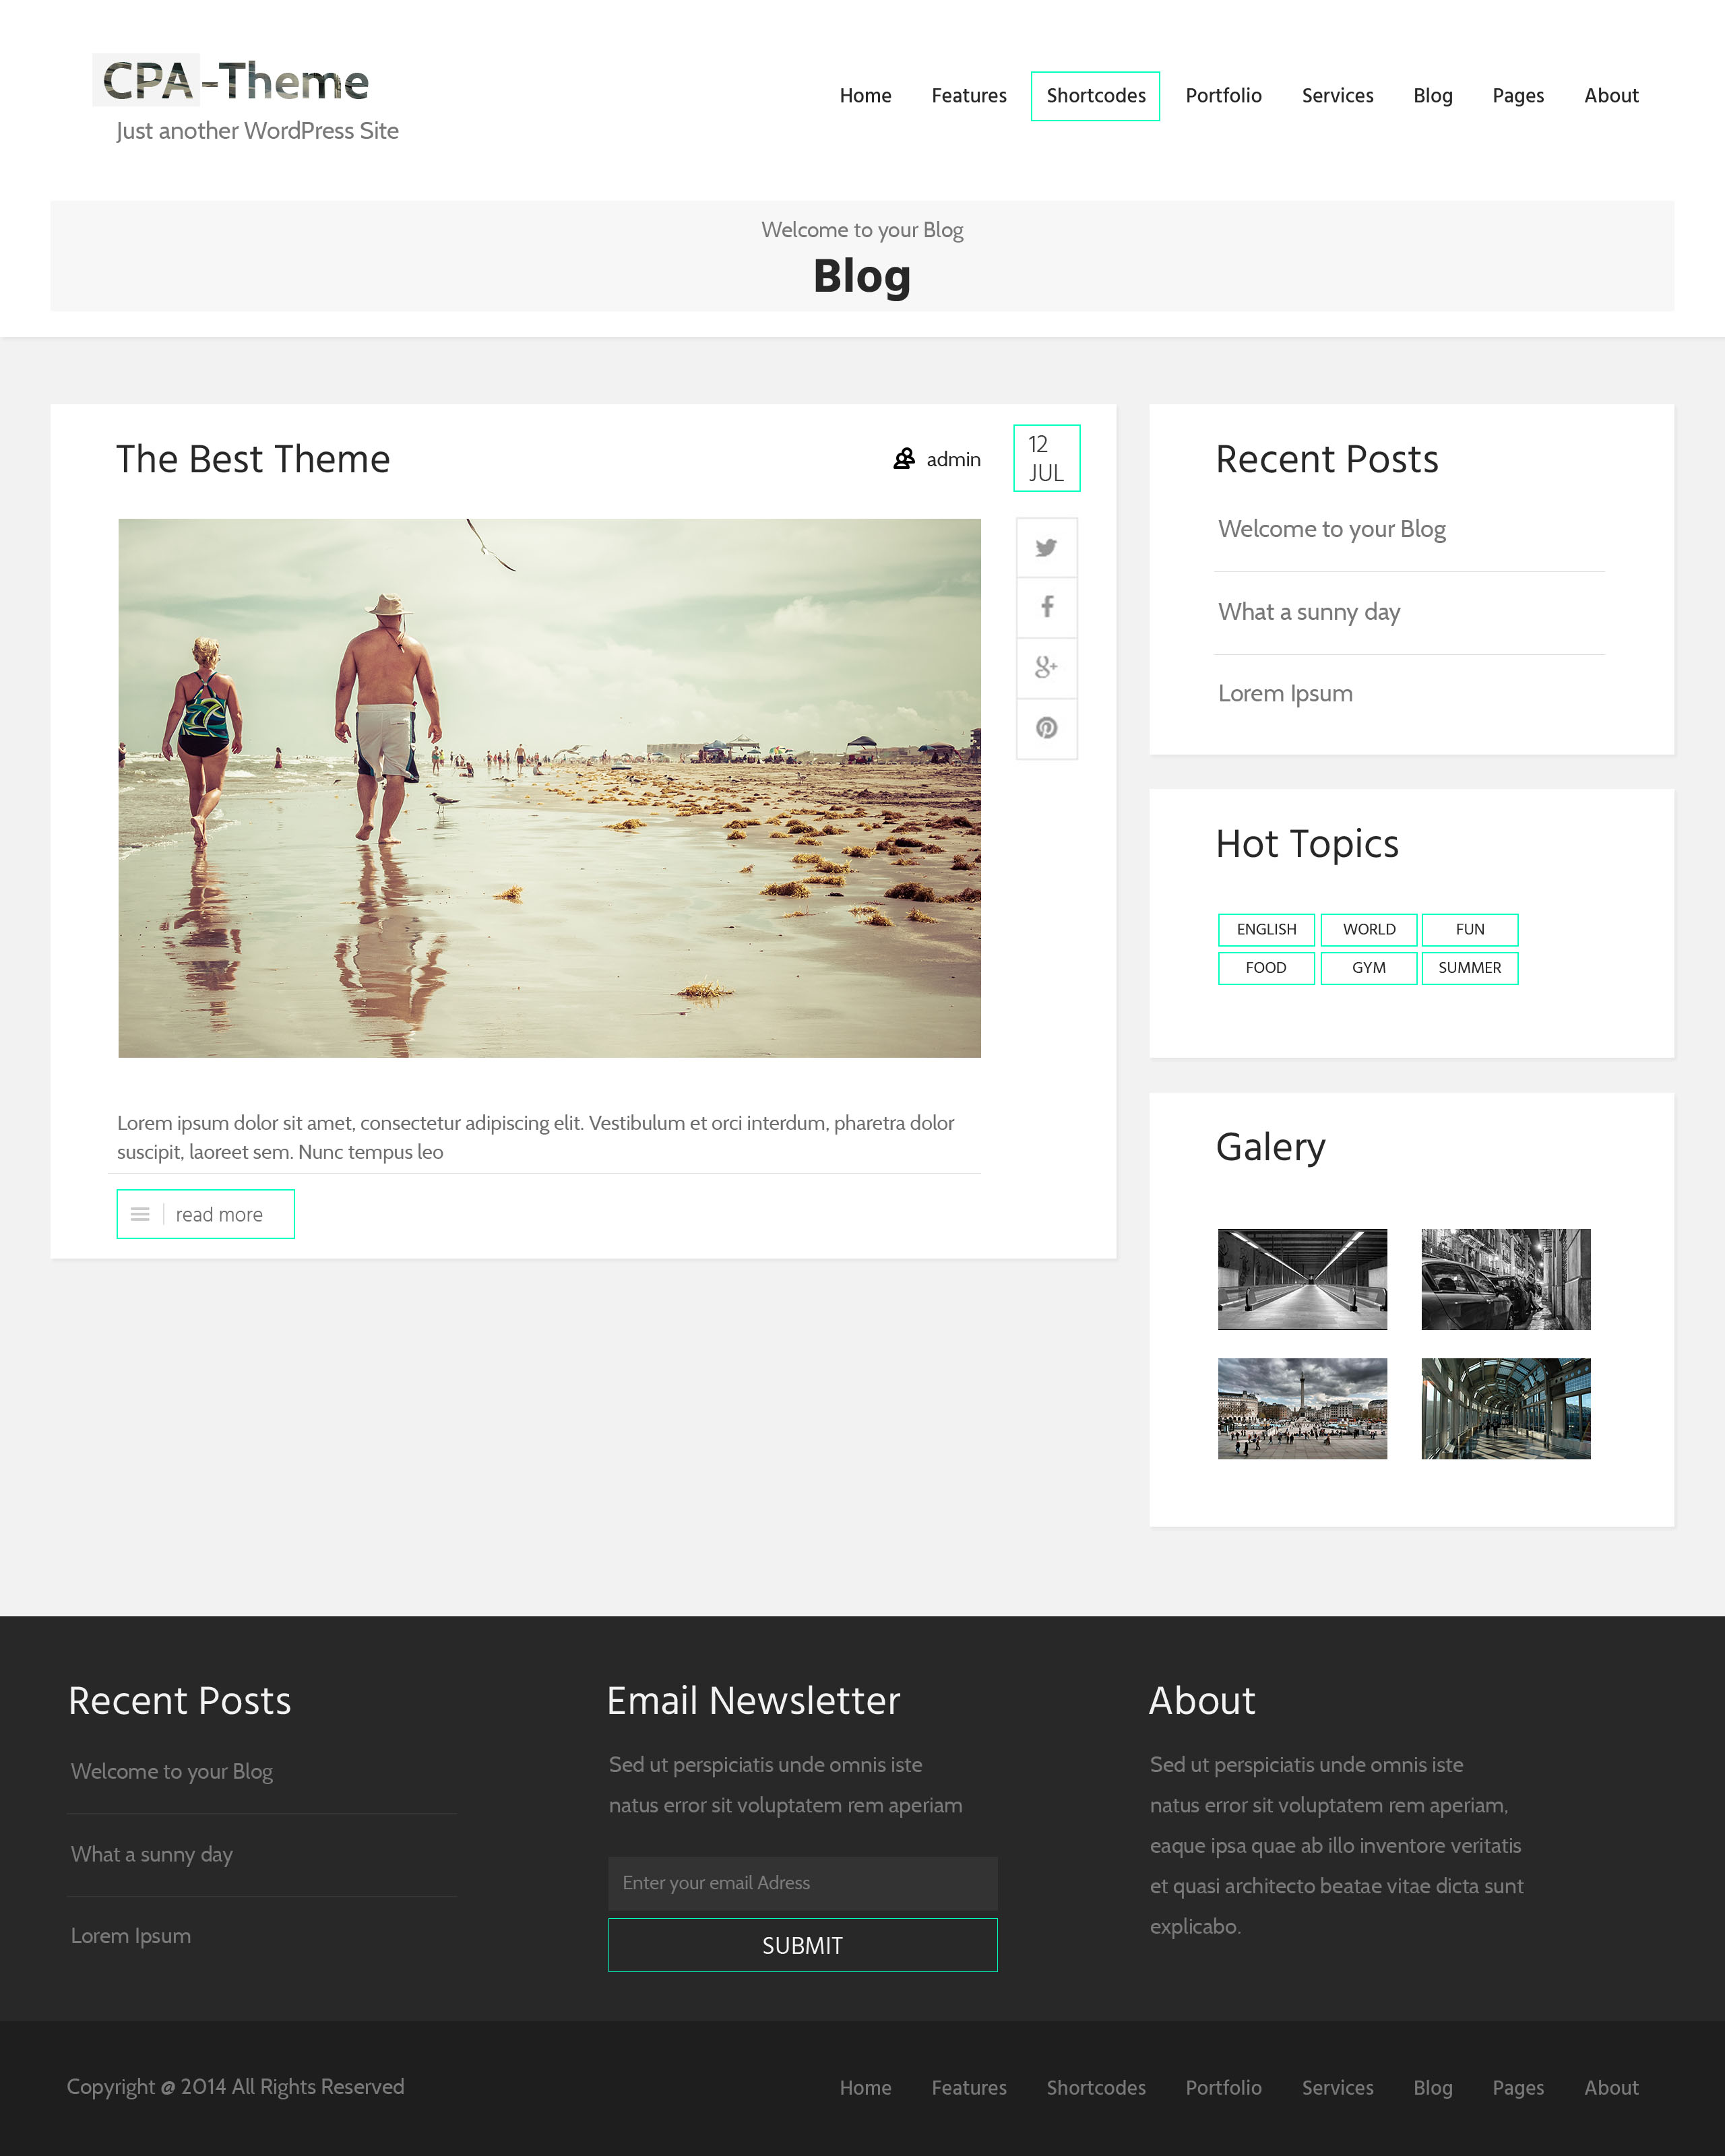 CPA-Theme
Just another WordPress Site
Home Features Shortcodes Portfolio Services Blog Pages About
Welcome to your Blog
Blog
The Best Theme
admin
12
JUL
Lorem ipsum dolor sit amet, consectetur adipiscing elit. Vestibulum et orci interdum, pharetra dolor
suscipit, laoreet sem. Nunc tempus leo
read more
Recent Posts
Welcome to your Blog
What a sunny day
Lorem Ipsum
Hot Topics
ENGLISH WORLD FUN
FOOD GYM SUMMER
Galery
Recent Posts
Welcome to your Blog
What a sunny day
Lorem Ipsum
Email Newsletter
Sed ut perspiciatis unde omnis iste
natus error sit voluptatem rem aperiam
Enter your email Adress
SUBMIT
About
Sed ut perspiciatis unde omnis iste
natus error sit voluptatem rem aperiam,
eaque ipsa quae ab illo inventore veritatis
et quasi architecto beatae vitae dicta sunt
explicabo.
Copyright @ 2014 All Rights Reserved
Home Features Shortcodes Portfolio Services Blog Pages About